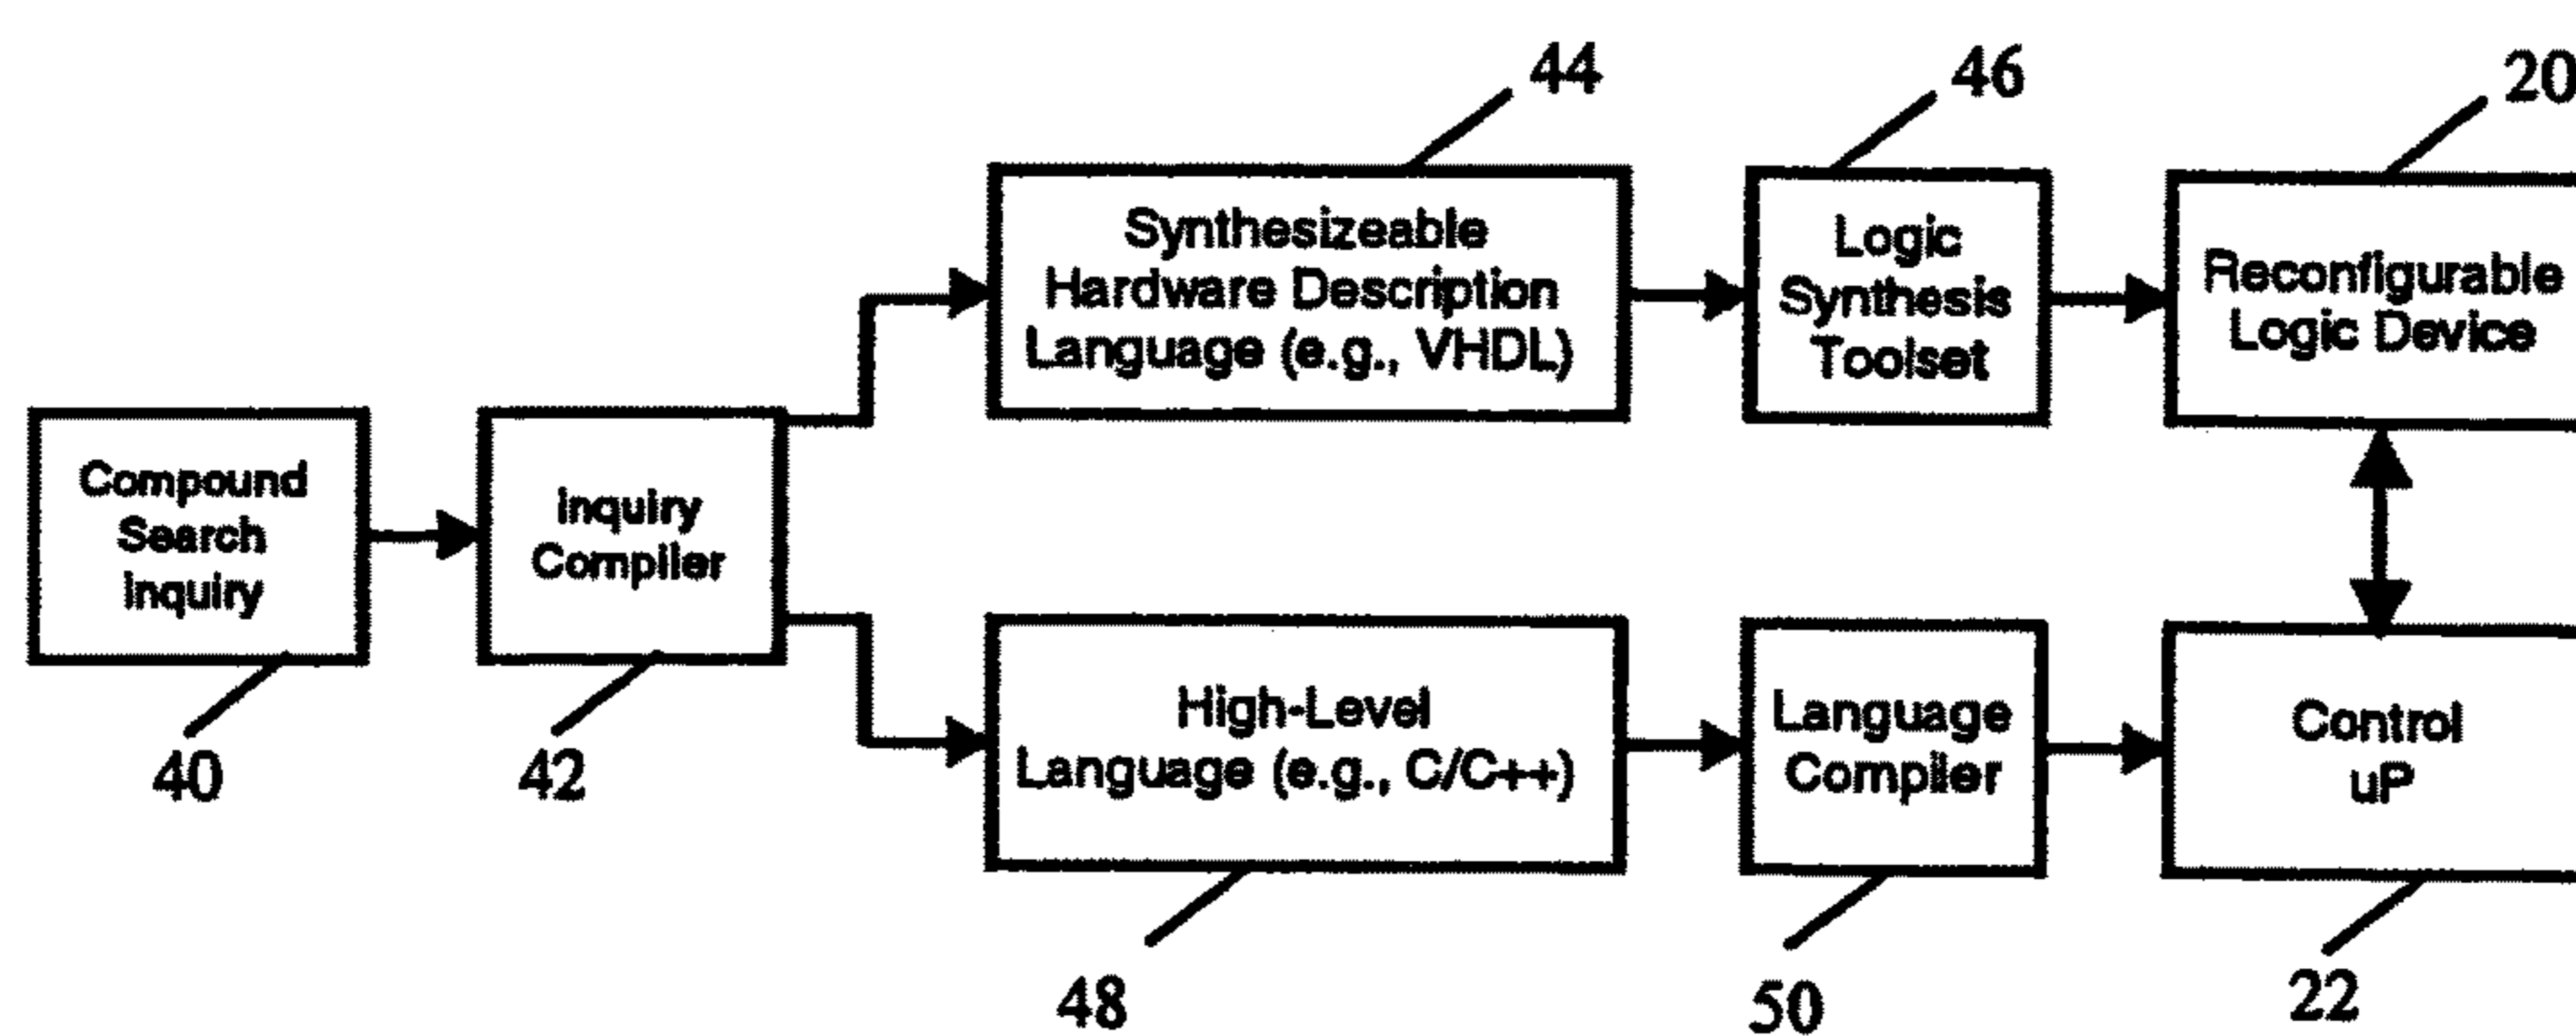 44
46
20
Synthesizeable
Hardware Description
Language (e.g., VHDL)
Logic
Synthesis
Toolset
Reconfigurable
Logic Device
Compound
Search
Inquiry
Inquiry
Compiler
40
42
High-Level
Language (e.g., C/C++)
Language
Compiler
Control
uP
48
50
22